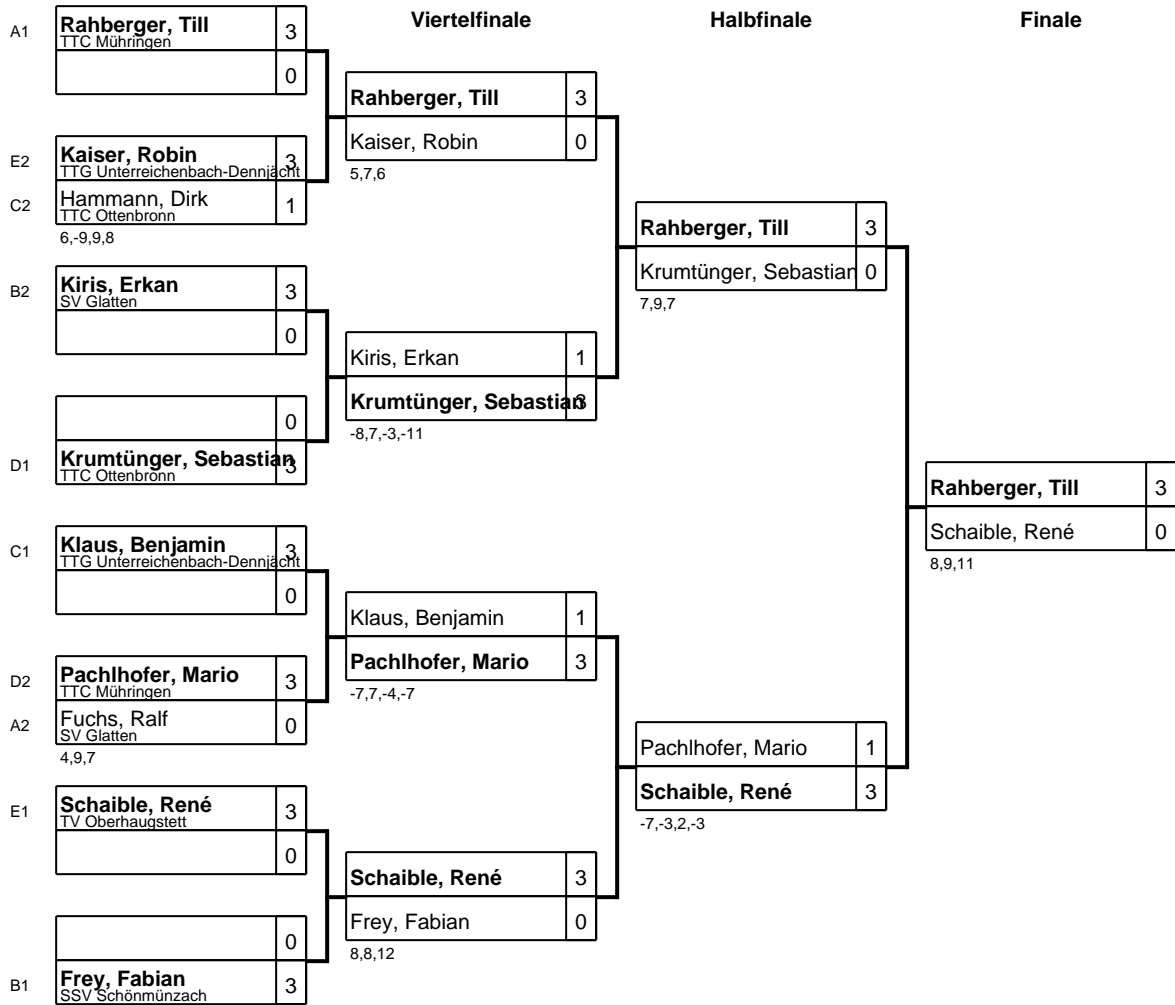 Viertelfinale
Halbfinale
Finale
A1
Rahberger, Till
TTC Mühringen
3
0
E2
Kaiser, Robin
TTG Unterreichenbach-Dennjächt
3
C2
Hammann, Dirk
TTC Ottenbronn
1
6,-9,9,8
B2
Kiris, Erkan
SV Glatten
3
0
0
D1
Krumtünger, Sebastian
TTC Ottenbronn
3
C1
Klaus, Benjamin
TTG Unterreichenbach-Dennjächt
3
0
D2
Pachlhofer, Mario
TTC Mühringen
3
A2
Fuchs, Ralf
SV Glatten
0
4,9,7
E1
Schaible, René
TV Oberhaugstett
3
0
0
B1
Frey, Fabian
SSV Schönmünzach
3
Rahberger, Till 3
Kaiser, Robin 0
5,7,6
Kiris, Erkan 1
Krumtünger, Sebastian 3
-8,7,-3,-11
Klaus, Benjamin 1
Pachlhofer, Mario 3
-7,7,-4,-7
Schaible, René 3
Frey, Fabian 0
8,8,12
Rahberger, Till 3
Krumtünger, Sebastian 0
7,9,7
Pachlhofer, Mario 1
Schaible, René 3
-7,-3,2,-3
Rahberger, Till 3
Schaible, René 0
8,9,11